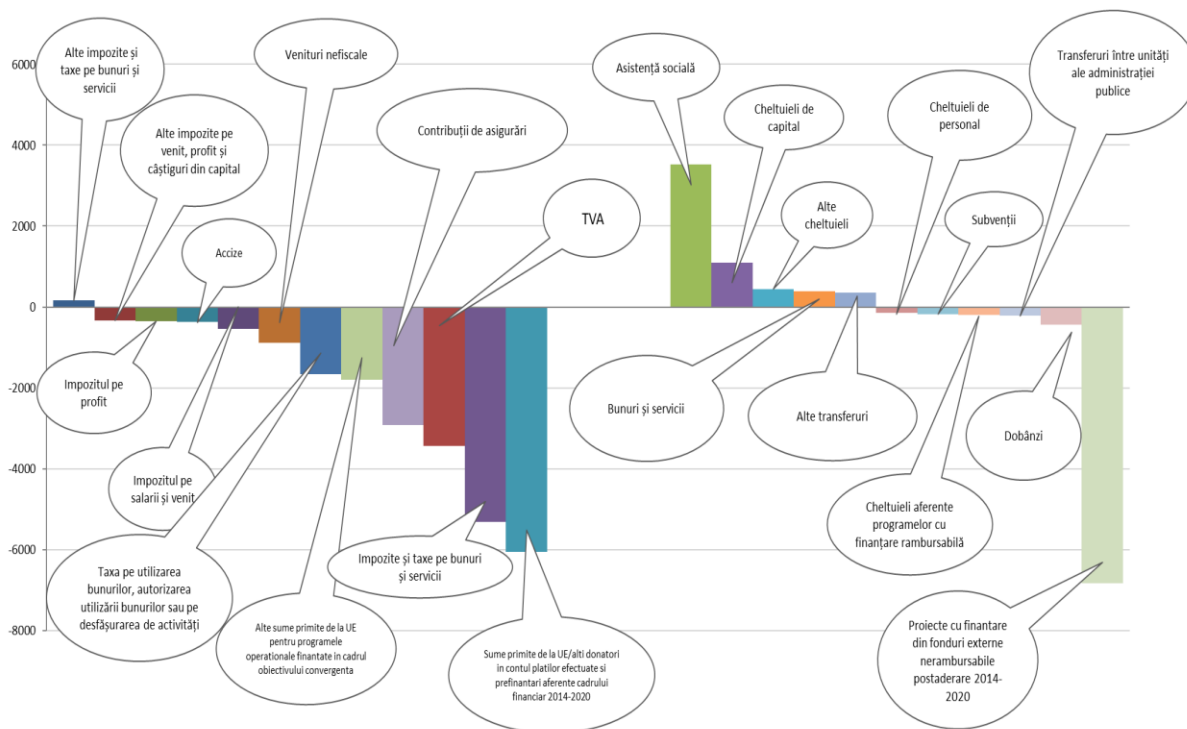 Alte impozite și
taxe pe bunuri și
servicii
Venituri nefiscale
Alte impozite pe
venit, profit și
câștiguri din capital
Contribuții de asigurări
Accize
TVA
Asistență socială
Cheltuieli de
capital
Alte
cheltuieli
Cheltuieli de
personal
Transferuri între unități
ale administrației
publice
Subvenții
6000
4000
2000
0
-2000
-4000
-6000
-8000
Impozitul pe
profit
Impozitul pe
salarii și venit
Taxa pe utilizarea
bunurilor, autorizarea
utilizării bunurilor sau pe
desfășurarea de activități
Alte sume primite de la UE
pentru programele
operationale finantate in cadrul
obiectivului convergenta
Impozite și taxe pe bunuri
și servicii
Sume primite de la UE/alti donatori
in contul platilor efectuate si
prefinantari aferente cadrului
financiar 2014-2020
Bunuri și servicii
Alte transferuri
Cheltuieli aferente
programelor cu
finanțare rambursabilă
Dobânzi
Proiecte cu finantare
din fonduri externe
nerambursabile
postaderare 2014-
2020